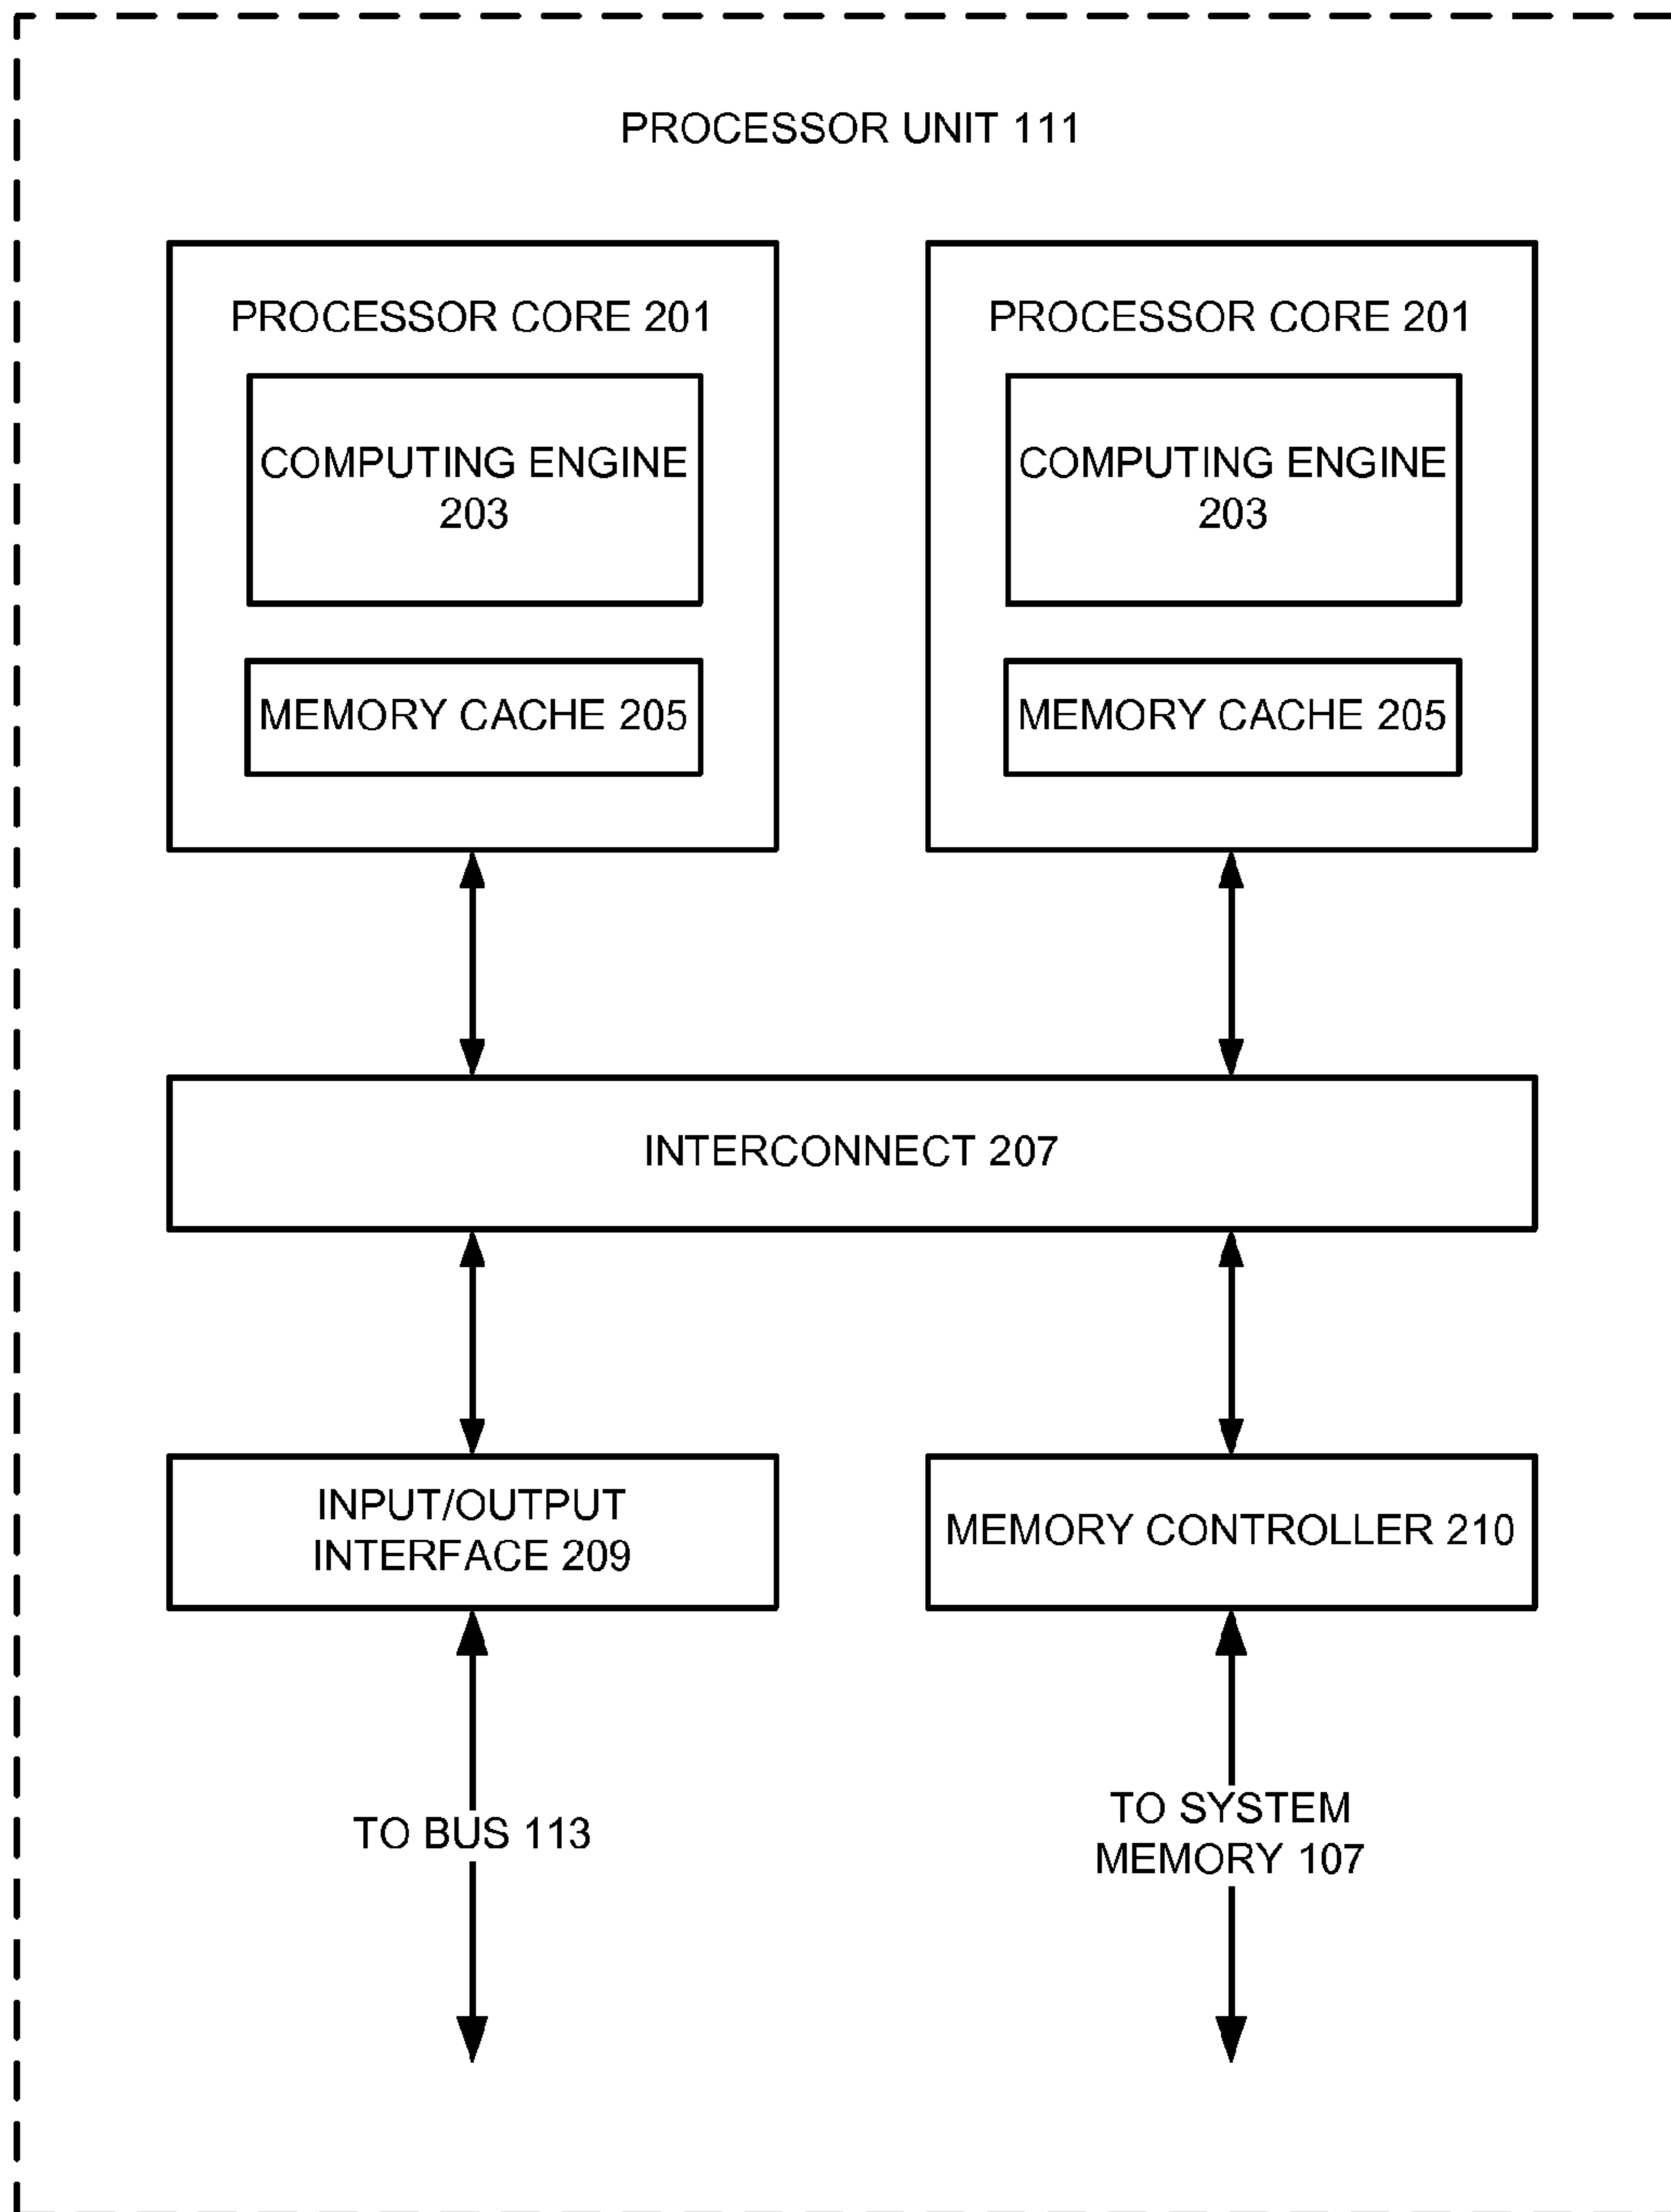 PROCESSOR UNIT 111
PROCESSOR CORE 201
COMPUTING ENGINE
203
MEMORY CACHE 205
PROCESSOR CORE 201
COMPUTING ENGINE
203
MEMORY CACHE 205
INTERCONNECT 207
INPUT/OUTPUT
INTERFACE 209
MEMORY CONTROLLER 210
TO BUS 113
TO SYSTEM
MEMORY 107